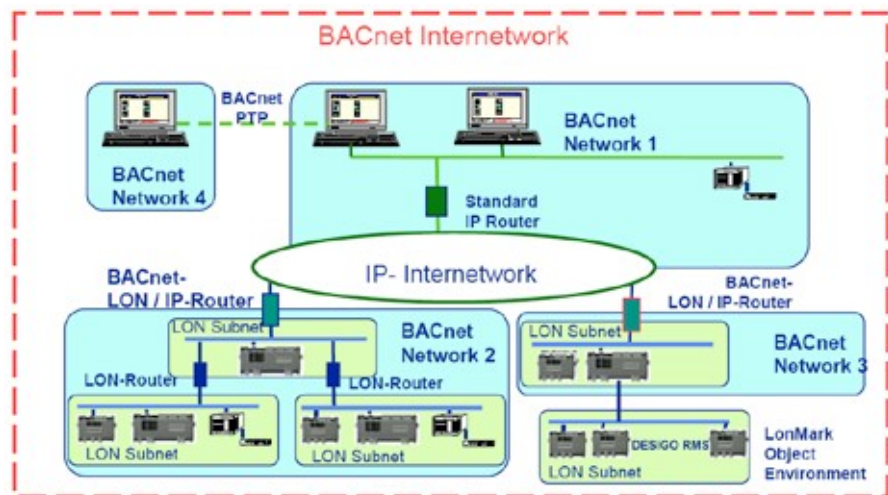 BACnet Internetwork
BACnet
PTP
BACnet
Network 4
BACnet
Network 1
Standard
IP Router
IP- Internetwork
BACnet-
LON / IP-Router
BACnet-
LON / IP-Router
LON Subnet
BACnet
Network 2
LON-Router
LON-Router
LON Subnet
LON Subnet
LON Subnet
BACnet
Network 3
DESIGO RMS
LON Subnet
LonMark
Object
Environment